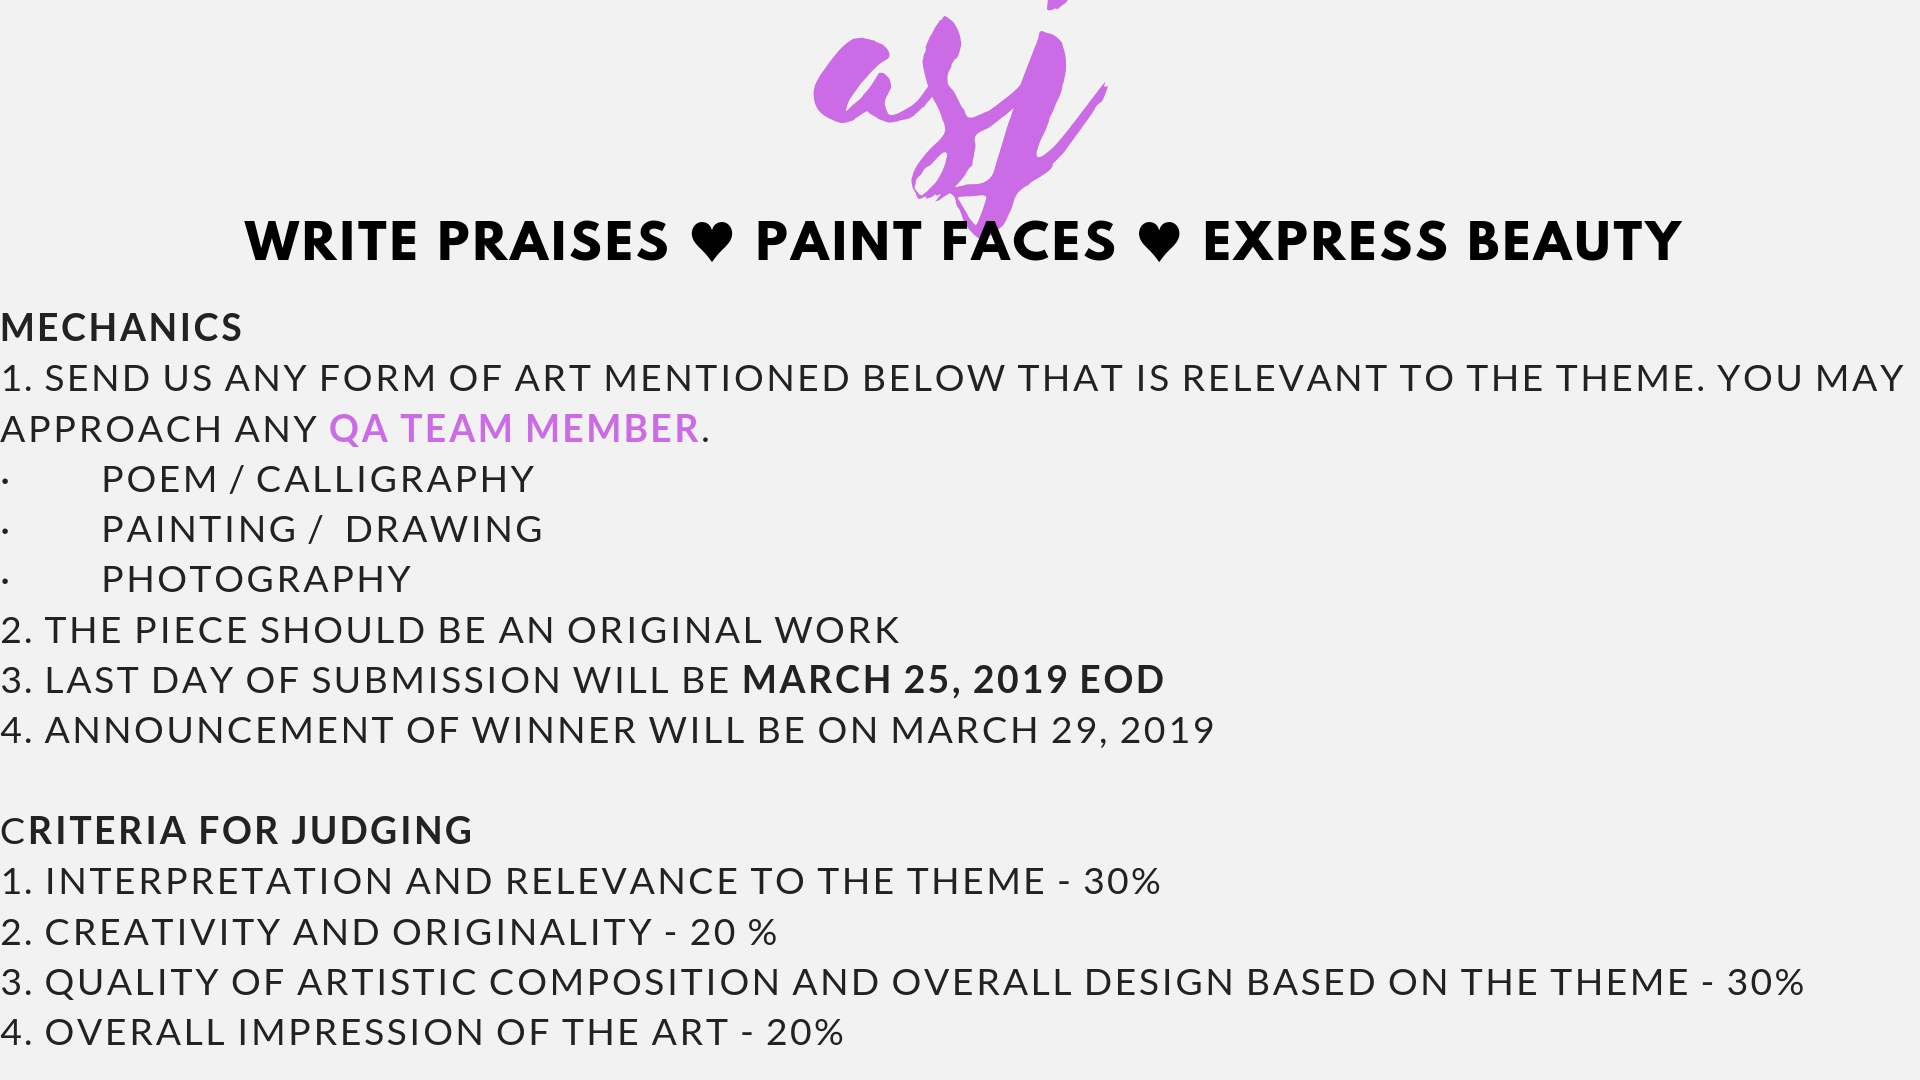 asj
WRITE PRAISES ♥ PAINT FACES ♥ EXPRESS BEAUTY
MECHANICS
1. SEND US ANY FORM OF ART MENTIONED BELOW THAT IS RELEVANT TO THE THEME. YOU MAY
APPROACH ANY QA TEAM MEMBER.
· POEM / CALLIGRAPHY
· PAINTING / DRAWING
· PHOTOGRAPHY
2. THE PIECE SHOULD BE AN ORIGINAL WORK
3. LAST DAY OF SUBMISSION WILL BE MARCH 25, 2019 EOD
4. ANNOUNCEMENT OF WINNER WILL BE ON MARCH 29, 2019
CRITERIA FOR JUDGING
1. INTERPRETATION AND RELEVANCE TO THE THEME - 30%
2. CREATIVITY AND ORIGINALITY - 20 %
3. QUALITY OF ARTISTIC COMPOSITION AND OVERALL DESIGN BASED ON THE THEME - 30%
4. OVERALL IMPRESSION OF THE ART - 20%